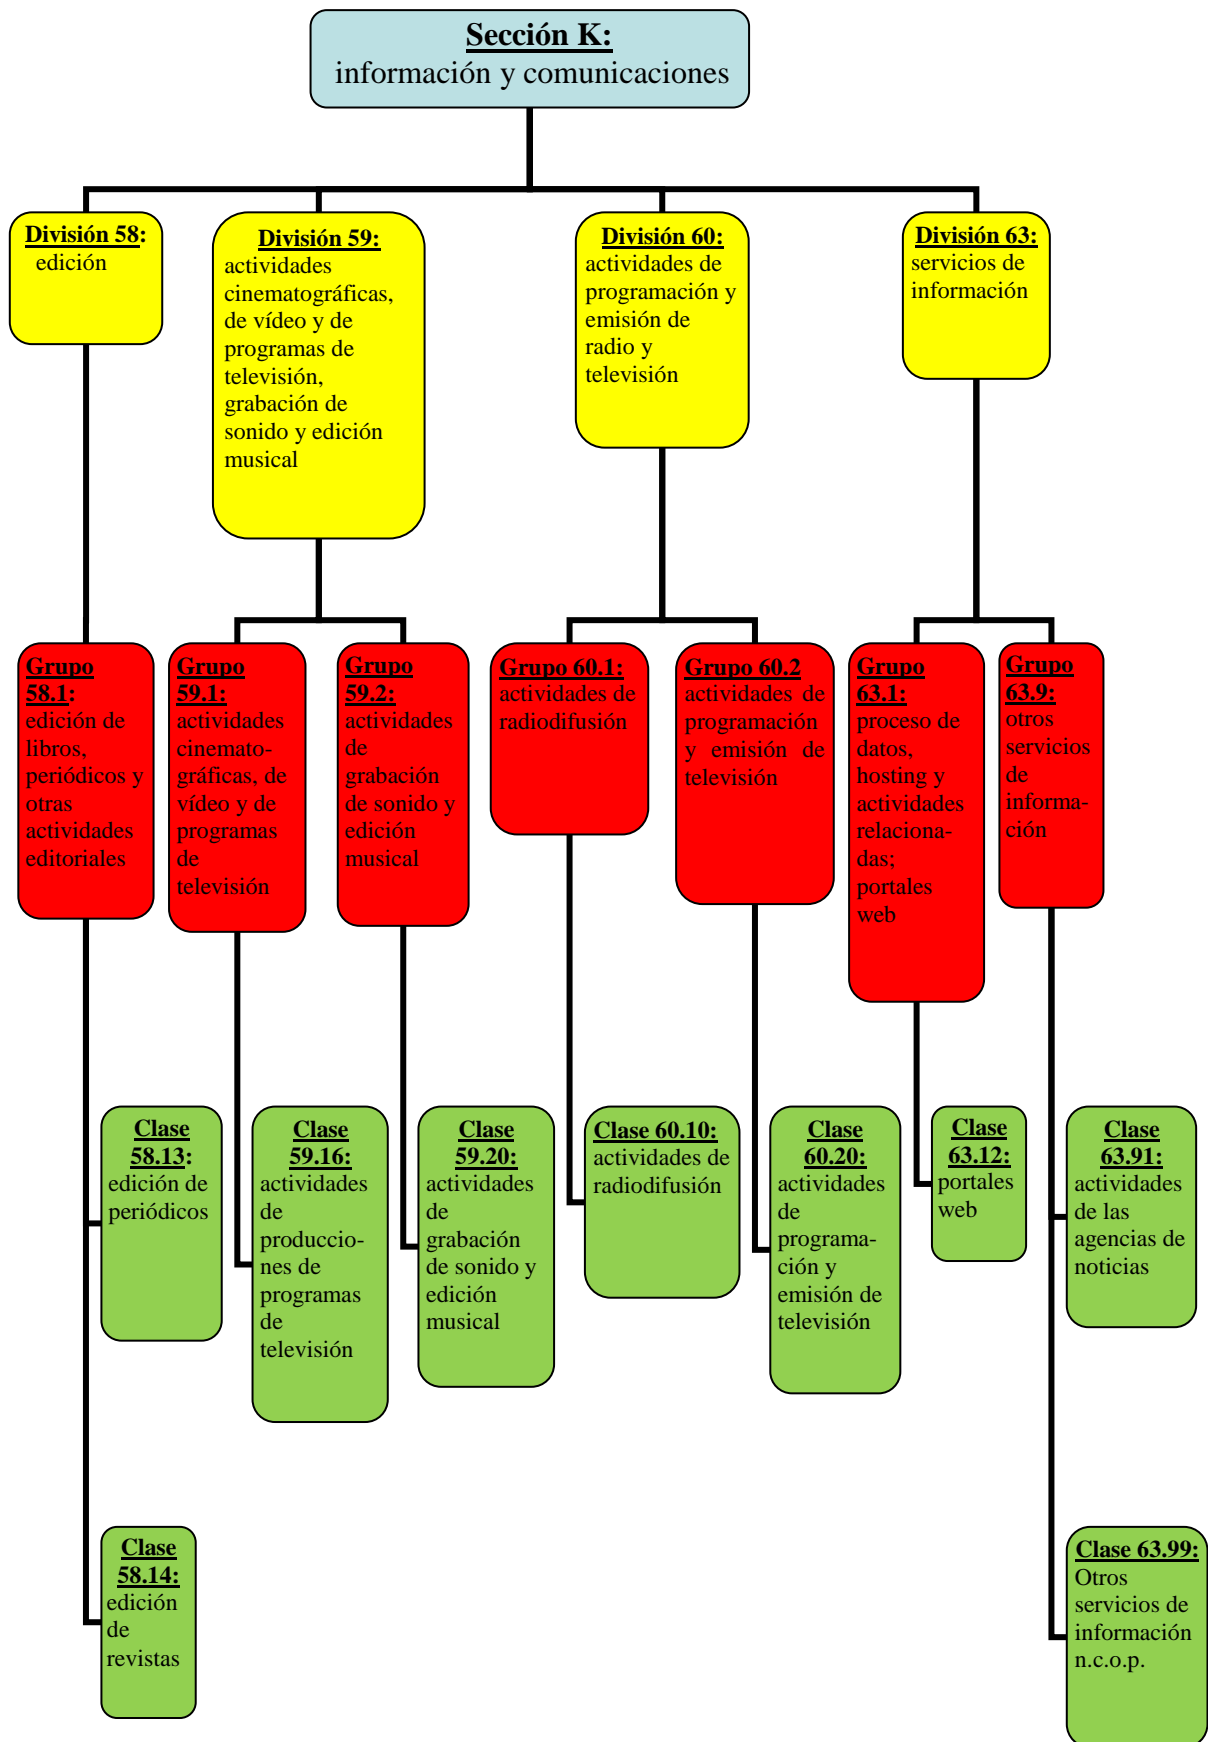 Sección K:
información y comunicaciones
División 58:
edición
División 59:
actividades
cinematográficas,
de vídeo y de
programas de
televisión,
grabación de
sonido y edición
musical
División 60:
actividades de
programación y
emisión de
radio y
televisión
División 63:
servicios de
información
Grupo
58.1:
edición de
libros,
periódicos y
otras
actividades
editoriales
Grupo
59.1:
actividades
cinemato-
gráficas, de
vídeo y de
programas
de
televisión
Grupo
59.2:
actividades
de
grabación
de sonido y
edición
musical
Grupo 60.1:
actividades de
radiodifusión
Grupo 60.2
actividades de
programación
y emisión de
televisión
Grupo
63.1:
proceso de
datos,
hosting y
actividades
relaciona-
das;
portales
web
Grupo
63.9:
otros
servicios
de
informa-
ción
Clase
58.13:
edición de
periódicos
Clase
59.16:
actividades
de
produccio-
nes de
programas
de
televisión
Clase
59.20:
actividades
de
grabación
de sonido y
edición
musical
Clase 60.10:
actividades de
radiodifusión
Clase
60.20:
actividades
de
programa-
ción y
emisión de
televisión
Clase
63.12:
portales
web
Clase
63.91:
actividades
de las
agencias de
noticias
Clase
58.14:
edición
de
revistas
Clase 63.99:
Otros
servicios de
información
n.c.o.p.